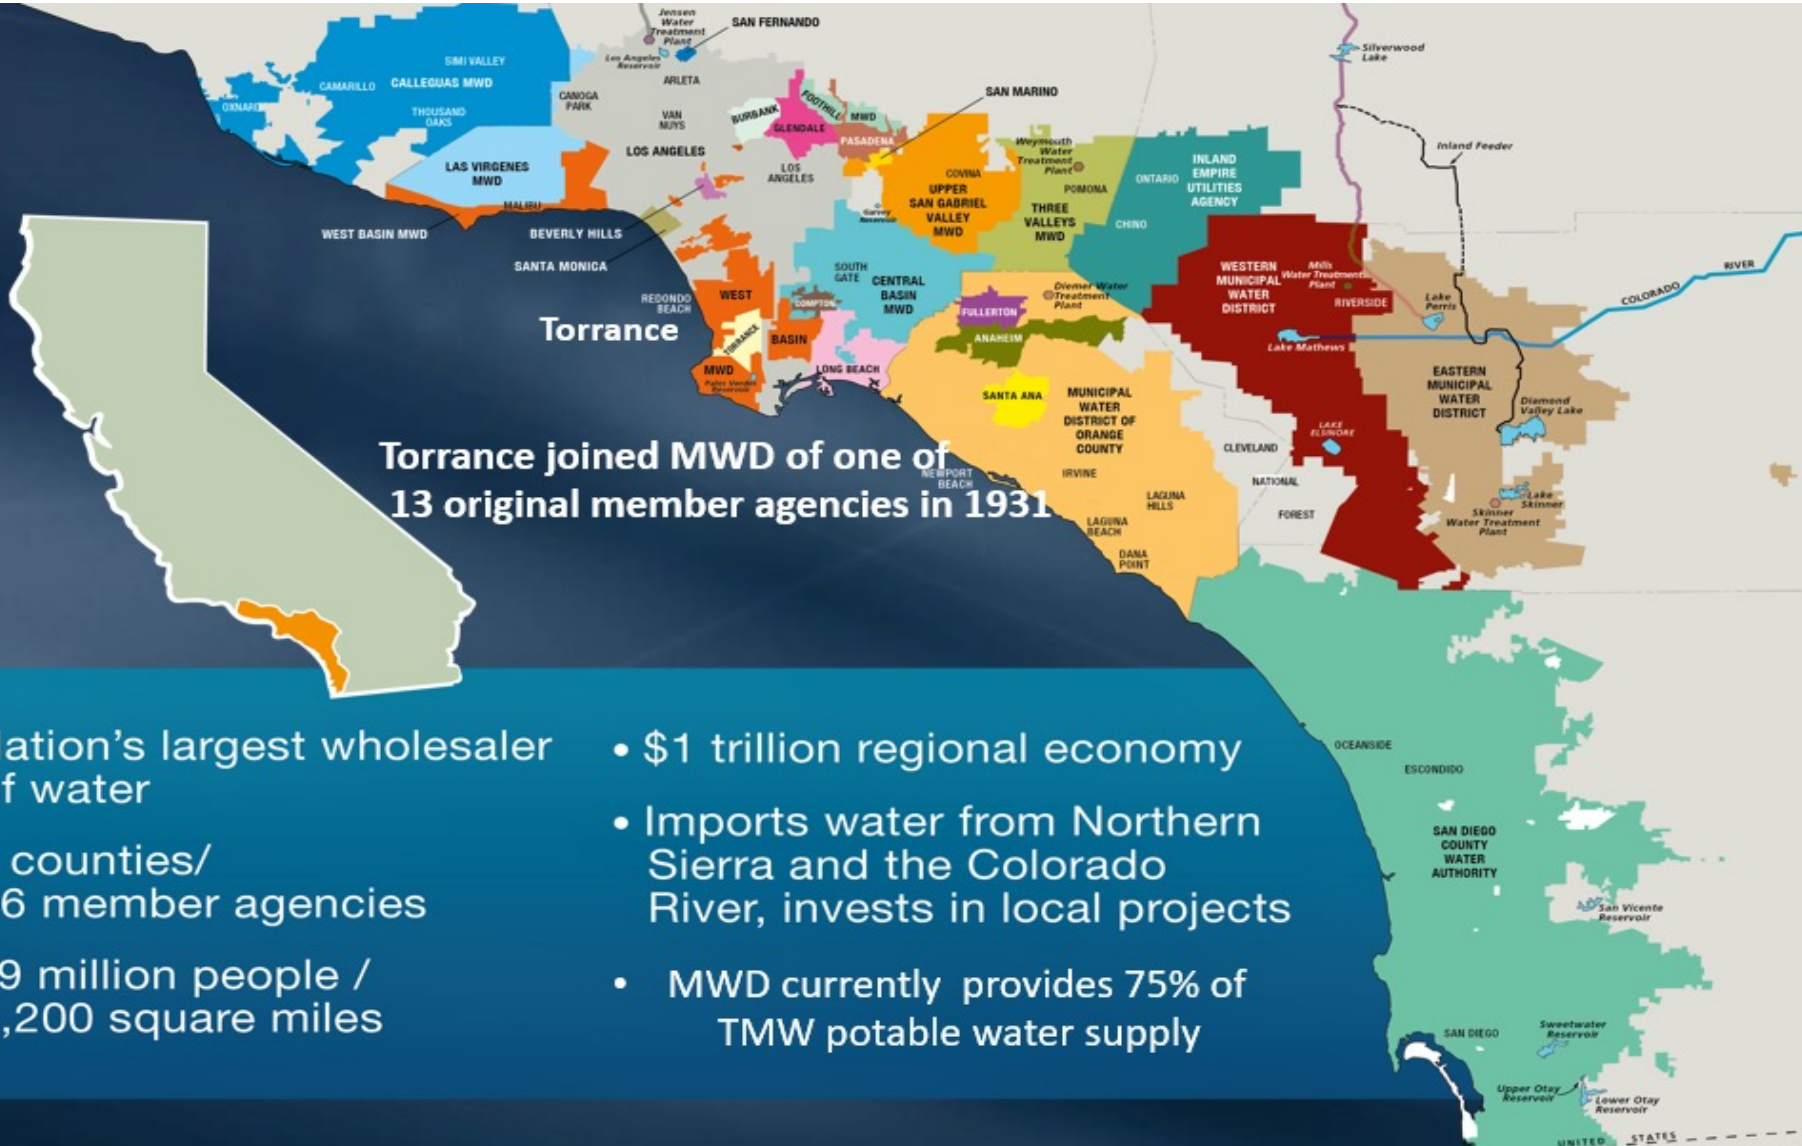 Jensen
Water
Treatment
Plant
SAN FERNANDO
Los Angeles
Reservoir
Silverwood
Lake
SIMI VALLEY
CAMARILLO
CALLEGUAS MWD
OXNARD
THOUSAND
OAKS
CANOGA
PARK
ARLETA
VAN
NUYS
LOS ANGELES
LOS
ANGELES
BURBANK
GLENDALE
FOOTHILL
MWD
PASADENA
SAN MARINO
LAS VIRGENES
MWD
MALIBU
WEST BASIN MWD
BEVERLY HILLS
SANTA MONICA
Garvey
Reservoir
COVINA
UPPER
SAN GABRIEL
VALLEY
MWD
Weymouth
Water
Treatment
Plant
POMONA
THREE
VALLEYS
MWD
ONTARIO
INLAND
EMPIRE
UTILITIES
AGENCY
CHINO
Inland Feeder
REDONDO
BEACH
WEST
BASIN
MWD
TORRANCE
Palos Verdes
Reservoir
COMPTON
SOUTH
GATE
CENTRAL
BASIN
MWD
LONG BEACH
FULLERTON
Diemer Water
Treatment
Plant
ANAHEIM
SANTA ANA
MUNICIPAL
WATER
DISTRICT OF
ORANGE
COUNTY
WESTERN
MUNICIPAL
WATER
DISTRICT
Mills
Water Treatment
Plant
RIVERSIDE
Lake
Perris
Lake Mathews
COLORADO
RIVER
EASTERN
MUNICIPAL
WATER
DISTRICT
Diamond
Valley Lake
LAKE
ELSINORE
CLEVELAND
NATIONAL
FOREST
Lake
Skinner
Skinner
Water Treatment
Plant
NEWPORT
BEACH
IRVINE
LAGUNA
HILLS
LAGUNA
BEACH
DANA
POINT
OCEANSIDE
ESCONDIDO
SAN DIEGO
COUNTY
WATER
AUTHORITY
San Vicente
Reservoir
SAN DIEGO
Sweetwater
Reservoir
Upper Otay
Reservoir
Lower Otay
Reservoir
UNITED STATES
Torrance
Torrance joined MWD of one of
13 original member agencies in 1931
lation's largest wholesaler
f water
counties/
6 member agencies
9 million people /
,200 square miles
• $1 trillion regional economy
• Imports water from Northern
Sierra and the Colorado
River, invests in local projects
• MWD currently provides 75% of
TMW potable water supply